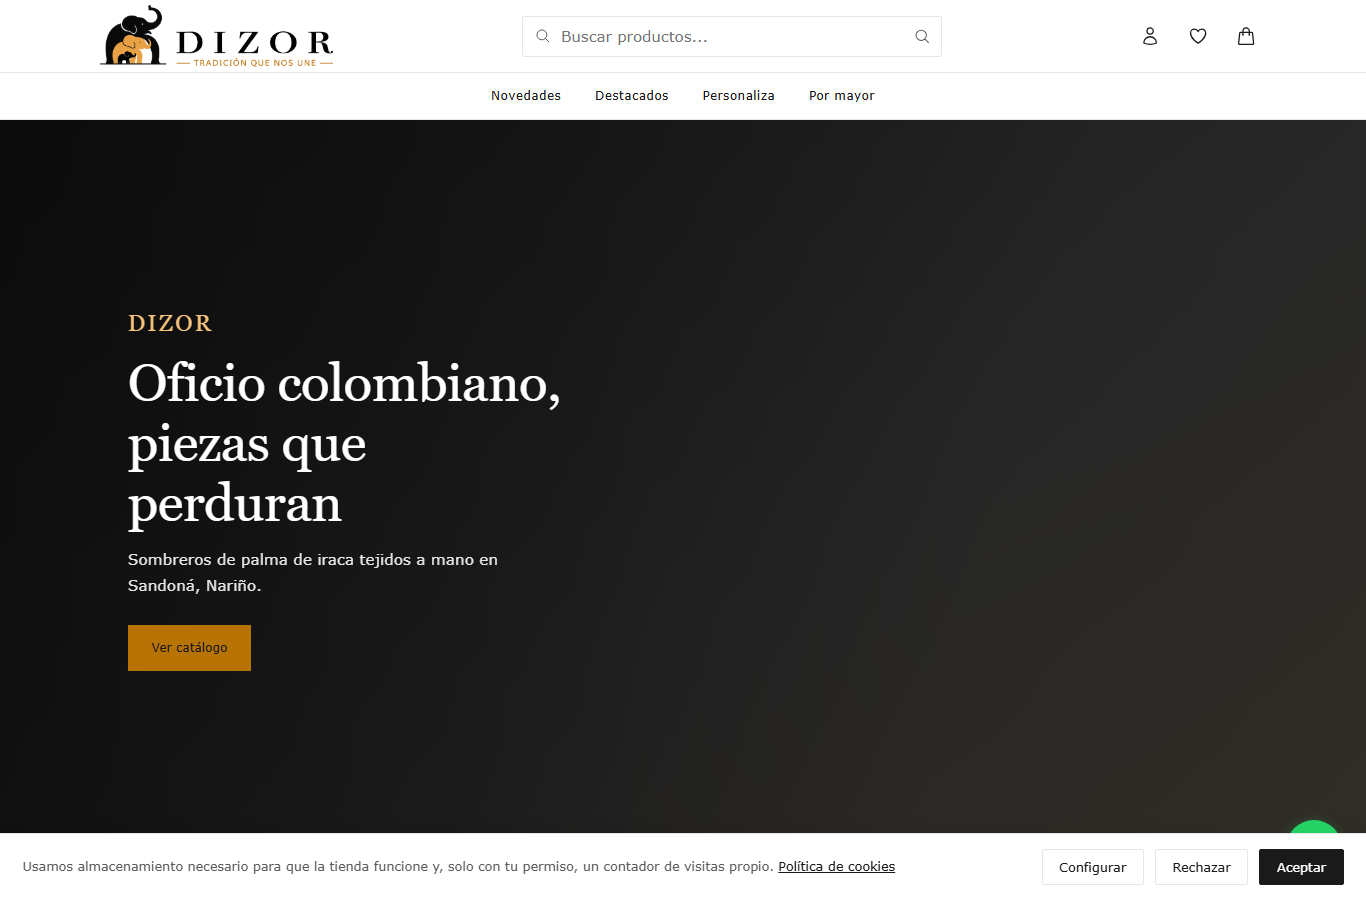 DIZOR
TRADICIÓN QUE NOS UNE
Buscar productos...
Novedades
Destacados
Personaliza
Por mayor
DIZOR
Oficio colombiano,
piezas que
perduran
Sombreros de palma de iraca tejidos a mano en
Sandoná, Nariño.
Ver catálogo
Usamos almacenamiento necesario para que la tienda funcione y, solo con tu permiso, un contador de visitas propio. Política de cookies
Configurar
Rechazar
Aceptar